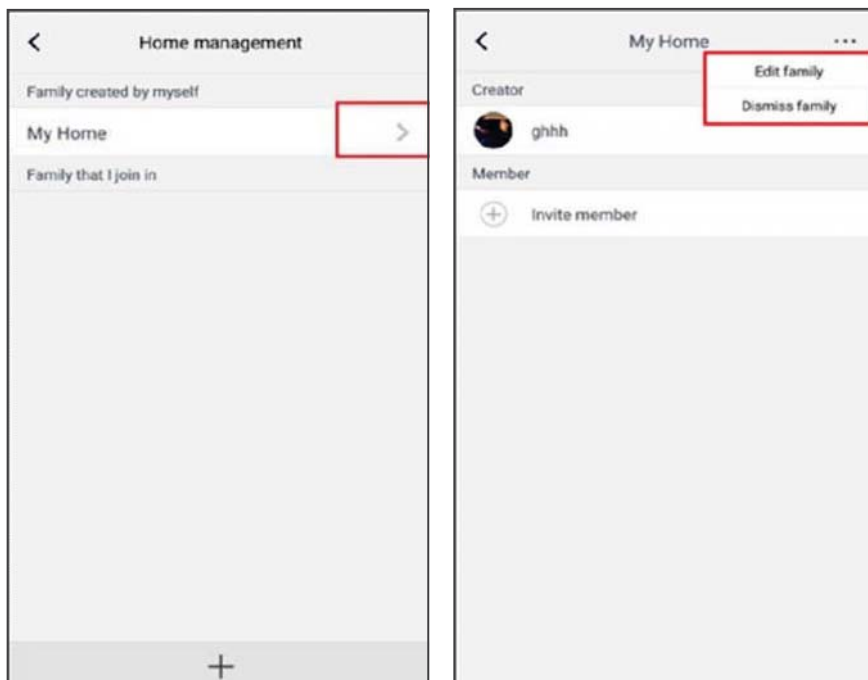 Home management
Family created by myself
My Home
Family that I join in
My Home
Edit family
Dismiss family
Creator
ghhh
Member
Invite member